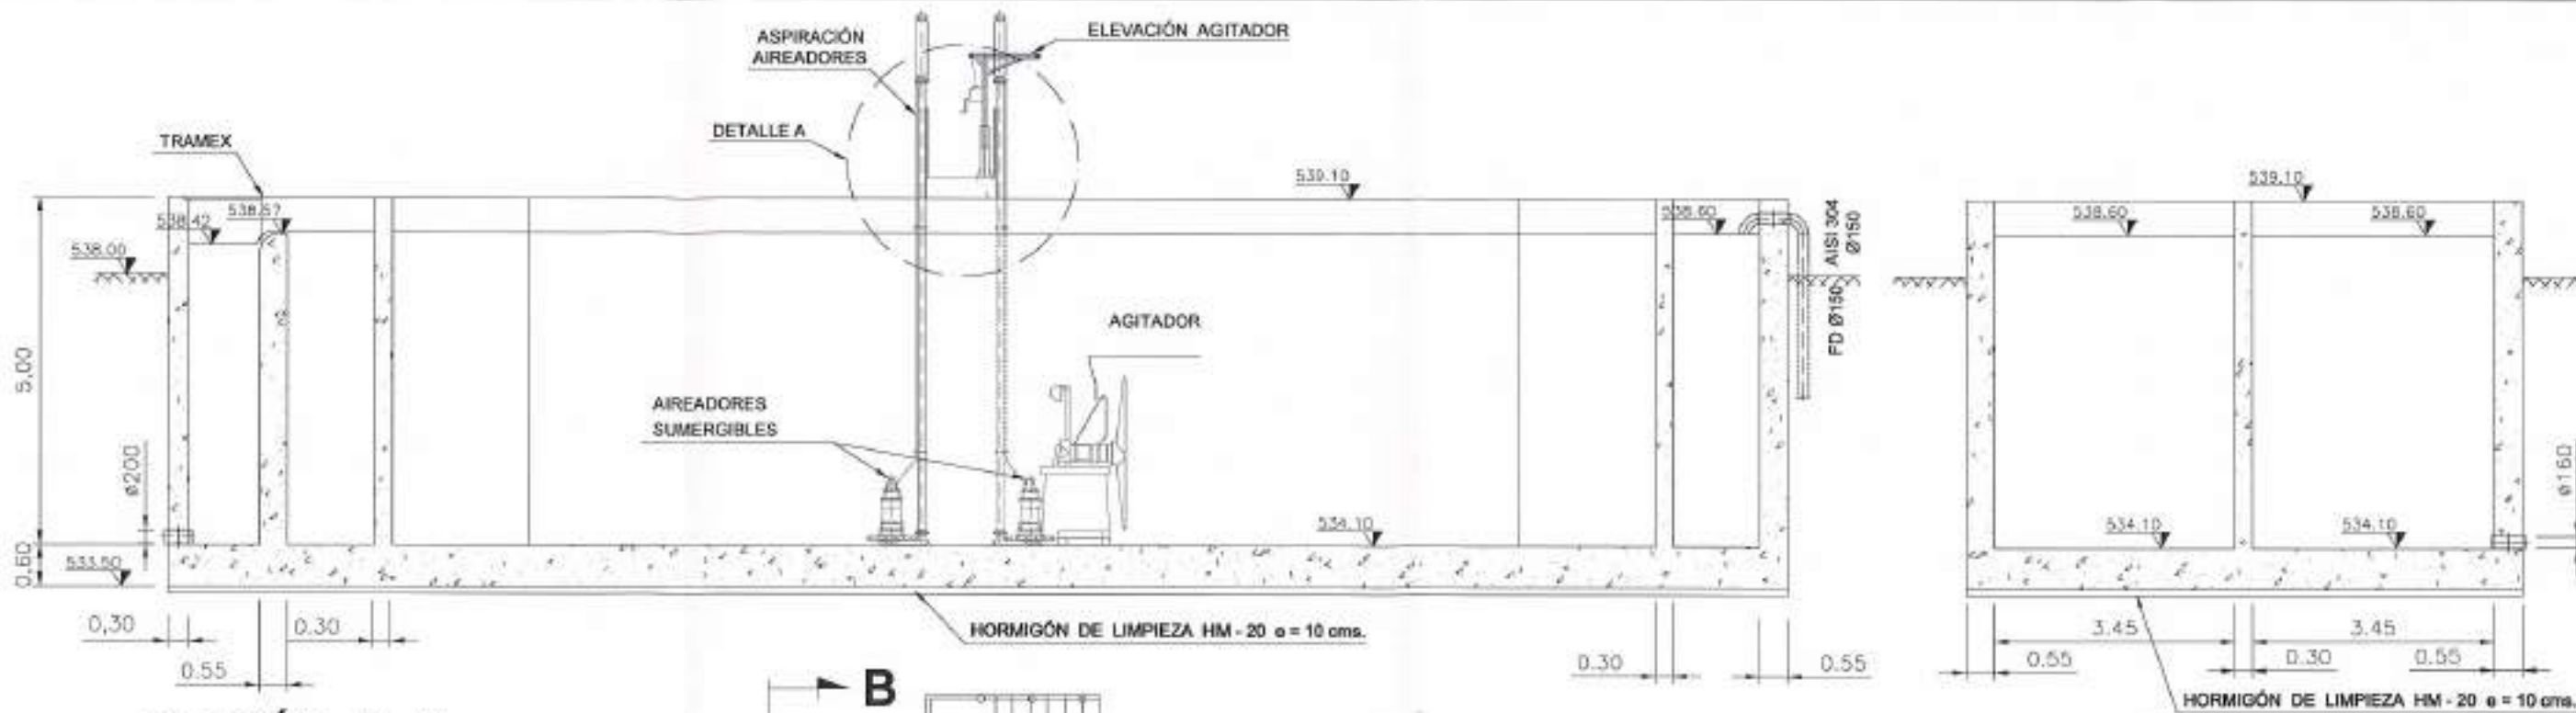 ASPIRACIÓN
AIREADORES
ELEVACIÓN AGITADOR
DETALLE A
TRAMEX
539.10
538.42
538.57
538.00
538.60
AISI 304
Ø150
FD Ø150
AGITADOR
AIREADORES
SUMERGIBLES
5,00
ø200
0.60
533.50
534.10
0,30
0.30
0.55
HORMIGÓN DE LIMPIEZA HM - 20 e = 10 cms.
0.30
0.55
B
539.10
538.60
538.60
534.10
534.10
ø160
3.45
3.45
0.55
0.30
0.55
HORMIGÓN DE LIMPIEZA HM - 20 e = 10 cms.